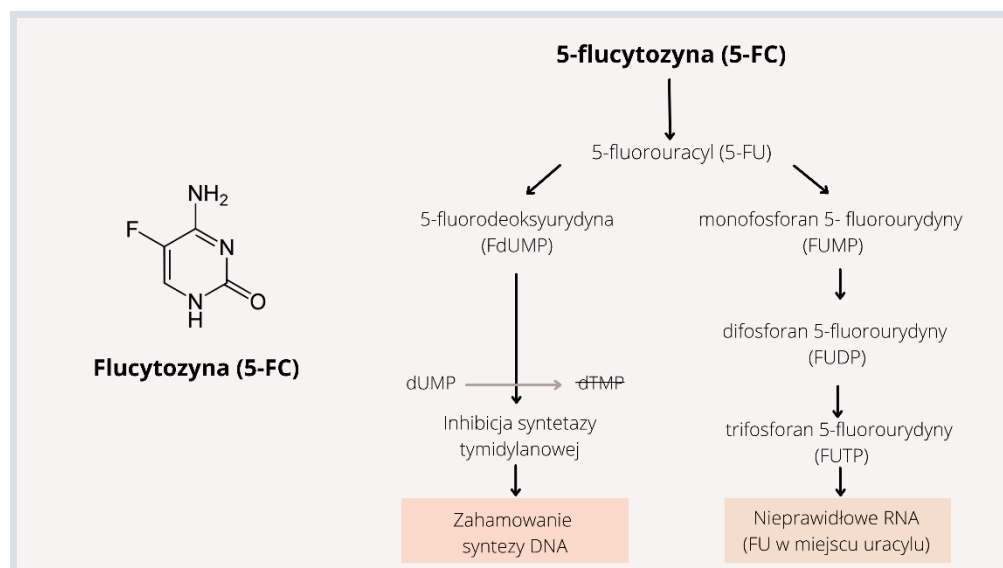 5-flucytozyna (5-FC)
5-fluorouracyl (5-FU)
5-fluorodeoksyurydyna
(FdUMP)
monofosforan 5- fluorourydyny
(FUMP)
difosforan 5-fluorourydyny
(FUDP)
dUMP
dTMP
Inhibicja syntetazy
tymidylanowej
trifosforan 5-fluorourydyny
(FUTP)
Zahamowanie
syntezy DNA
Nieprawidłowe RNA
(FU w miejscu uracylu)
NH2
F
N
N
H
O
Flucytozyna (5-FC)